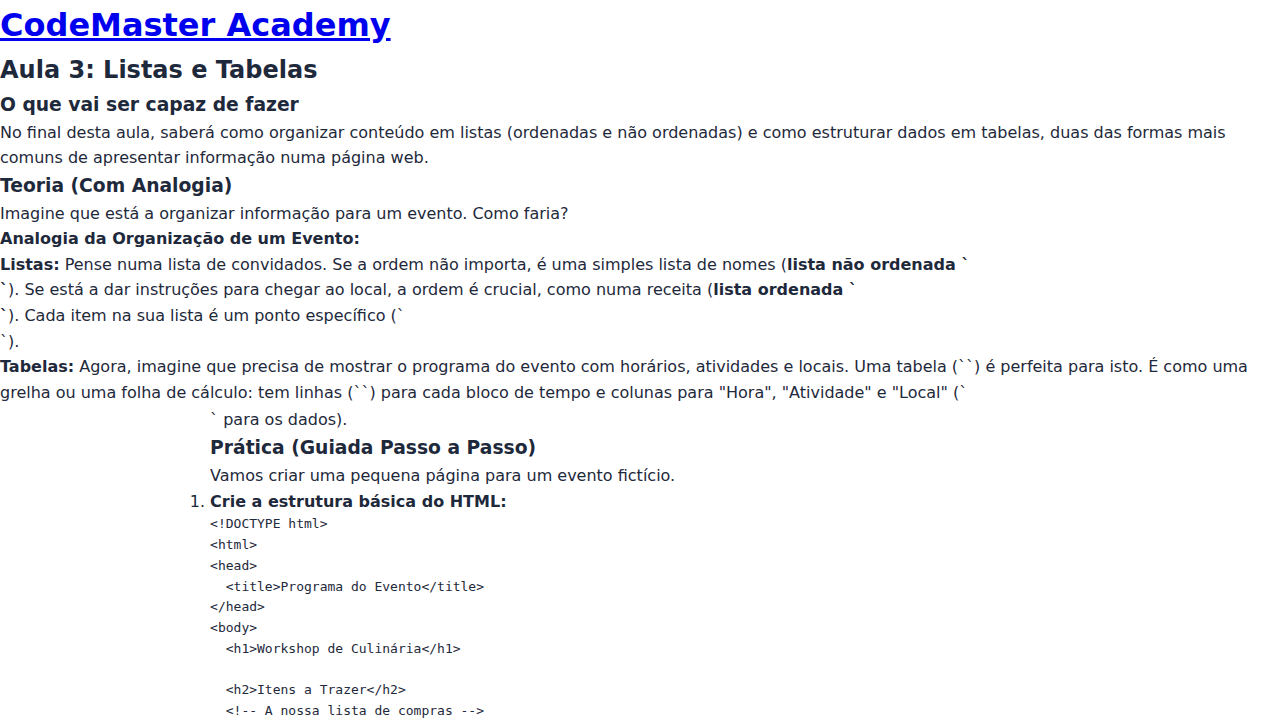 CodeMaster Academy
Aula 3: Listas e Tabelas
O que vai ser capaz de fazer
No final desta aula, saberá como organizar conteúdo em listas (ordenadas e não ordenadas) e como estruturar dados em tabelas, duas das formas mais
comuns de apresentar informação numa página web.
Teoria (Com Analogia)
Imagine que está a organizar informação para um evento. Como faria?
Analogia da Organização de um Evento:
Listas: Pense numa lista de convidados. Se a ordem não importa, é uma simples lista de nomes (lista não ordenada `
`). Se está a dar instruções para chegar ao local, a ordem é crucial, como numa receita (lista ordenada `
`). Cada item na sua lista é um ponto específico (`
`).
Tabelas: Agora, imagine que precisa de mostrar o programa do evento com horários, atividades e locais. Uma tabela (``) é perfeita para isto. É como uma
grelha ou uma folha de cálculo: tem linhas (``) para cada bloco de tempo e colunas para "Hora", "Atividade" e "Local" (`
` para os dados).
Prática (Guiada Passo a Passo)
Vamos criar uma pequena página para um evento fictício.
1. Crie a estrutura básica do HTML:
<!DOCTYPE html>
<html>
<head>
  <title>Programa do Evento</title>
</head>
<body>
  <h1>Workshop de Culinária</h1>
  <h2>Itens a Trazer</h2>
  <!-- A nossa lista de compras -->